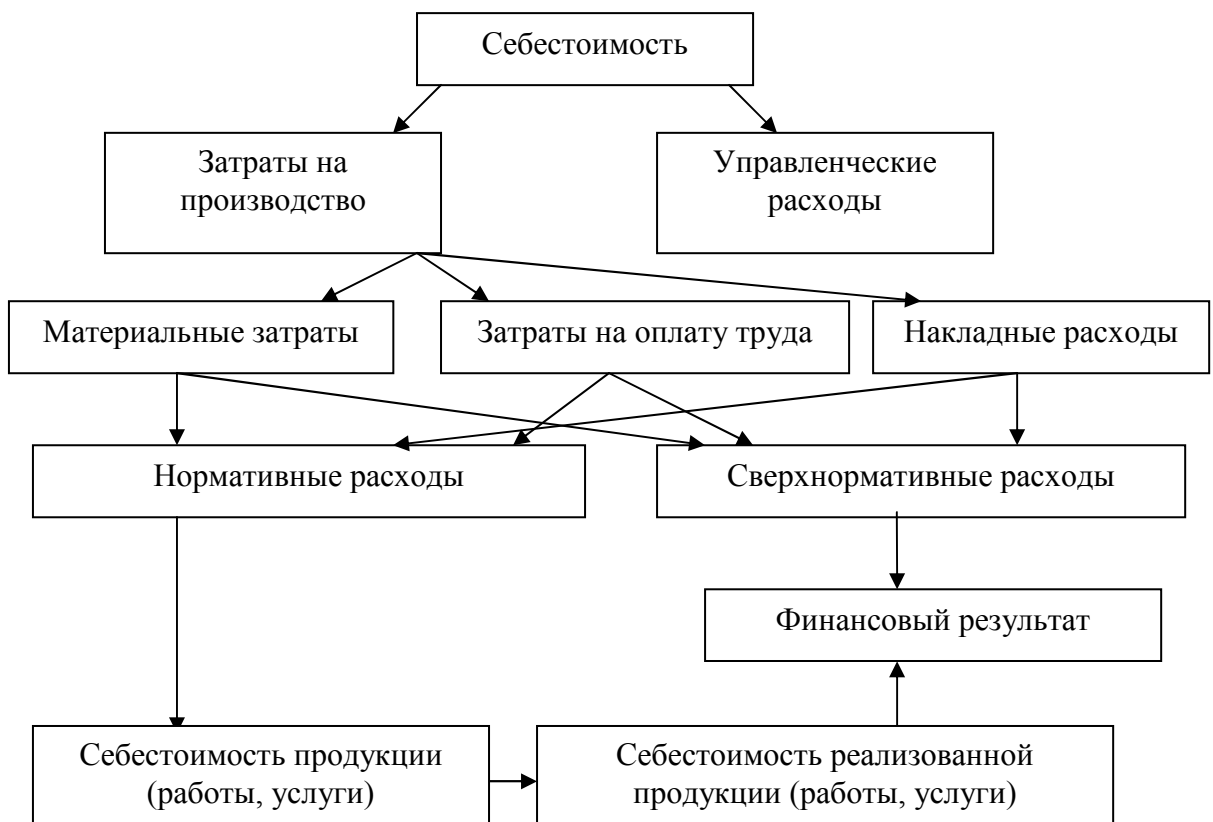 Себестоимость
Затраты на
производство
Управленческие
расходы
Материальные затраты
Затраты на оплату труда
Накладные расходы
Нормативные расходы
Сверхнормативные расходы
Финансовый результат
Себестоимость продукции
(работы, услуги)
Себестоимость реализованной
продукции (работы, услуги)